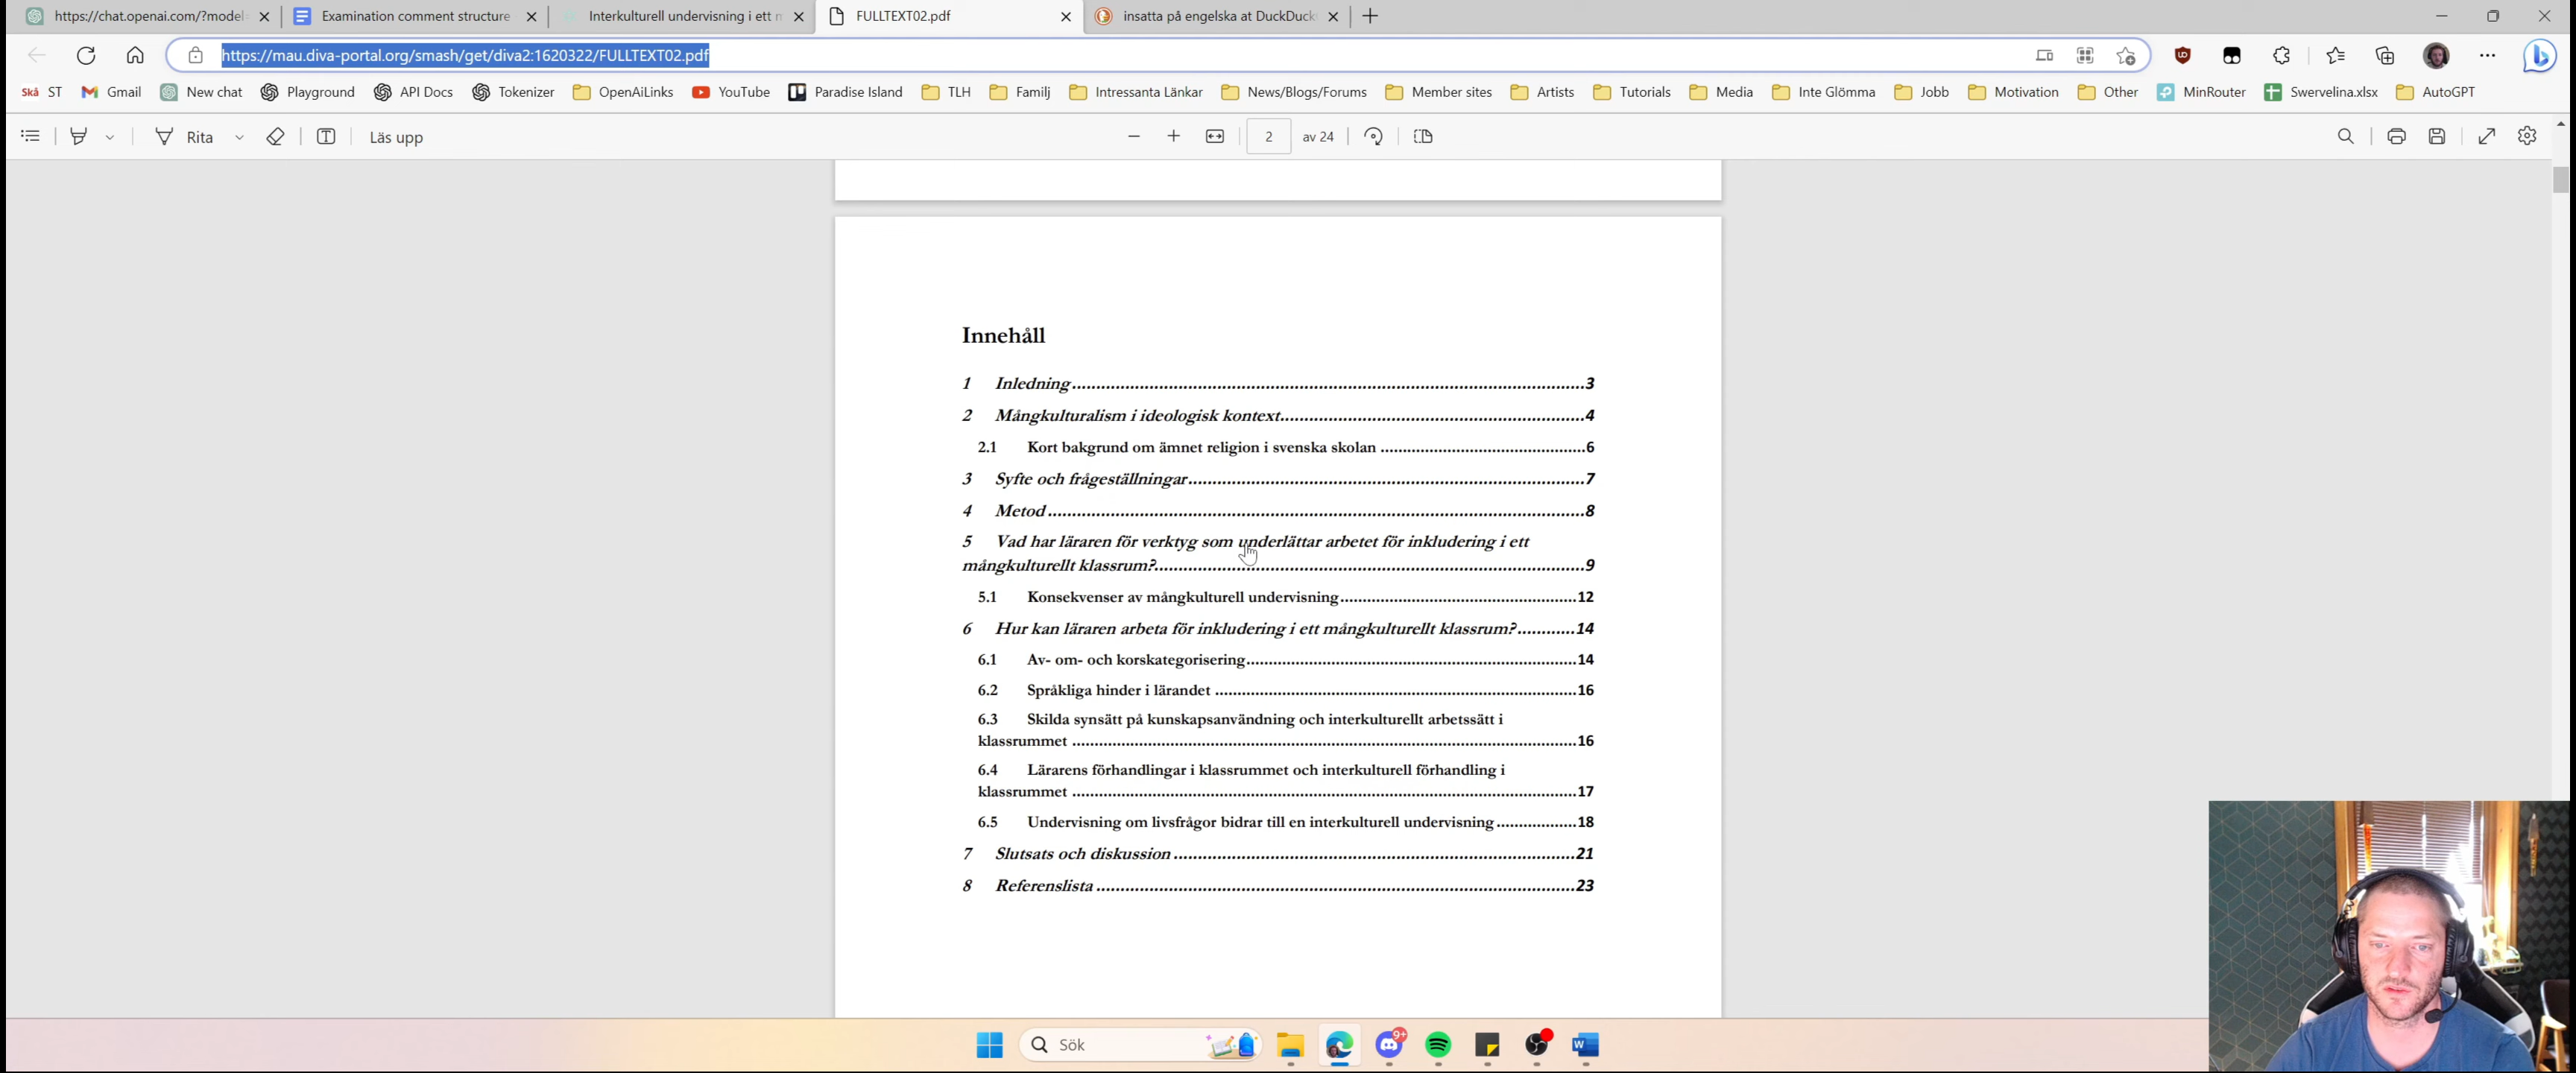 https://chat.openai.com/?model
Examination comment structure
Interkulturell undervisning i ett m
FULLTEXT02.pdf
insatta på engelska at DuckDuck
https://mau.diva-portal.org/smash/get/diva2:1620322/FULLTEXT02.pdf
Skå ST
Gmail
New chat
Playground
API Docs
Tokenizer
OpenAiLinks
YouTube
Paradise Island
TLH
Familj
Intressanta Länkar
News/Blogs/Forums
Member sites
Artists
Tutorials
Media
Inte Glömma
Jobb
Motivation
Other
MinRouter
Swervelina.xlsx
AutoGPT
Rita
Läs upp
2 av 24
Innehåll
1 Inledning 3
2 Mångkulturalism i ideologisk kontext 4
2.1 Kort bakgrund om ämnet religion i svenska skolan 6
3 Syfte och frågeställningar 7
4 Metod 8
5 Vad har läraren för verktyg som underlättar arbetet för inkludering i ett
mångkulturellt klassrum? 9
5.1 Konsekvenser av mångkulturell undervisning 12
6 Hur kan läraren arbeta för inkludering i ett mångkulturellt klassrum? 14
6.1 Av- om- och korskategorisering 14
6.2 Språkliga hinder i lärandet 16
6.3 Skilda synsätt på kunskapsanvändning och interkulturellt arbetssätt i
klassrummet 16
6.4 Lärarens förhandlingar i klassrummet och interkulturell förhandling i
klassrummet 17
6.5 Undervisning om livsfrågor bidrar till en interkulturell undervisning 18
7 Slutsats och diskussion 21
8 Referenslista 23
Sök
9+